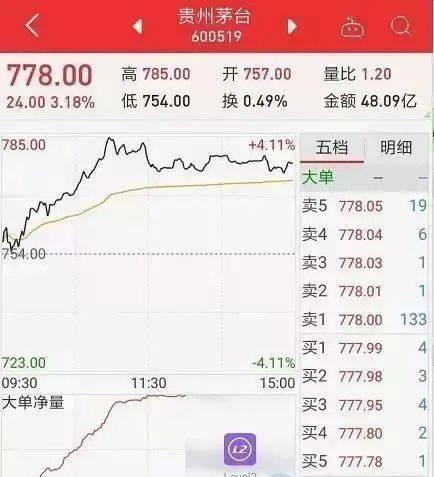 贵州茅台
600519
778.00 高 785.00 开 757.00 量比 1.20
24.00 3.18% 低 754.00 换 0.49% 金额 48.09亿
785.00 +4.11% 五档 明细
大单 -- --
卖5 778.05 19
卖4 778.04 6
754.00 卖3 778.03 1
卖2 778.01 1
卖1 778.00 133
买1 777.99 4
723.00 -4.11% 买2 777.98 3
09:30 11:30 15:00
大单净量 买3 777.95 4
买4 777.80 2
L2 买5 777.78 1